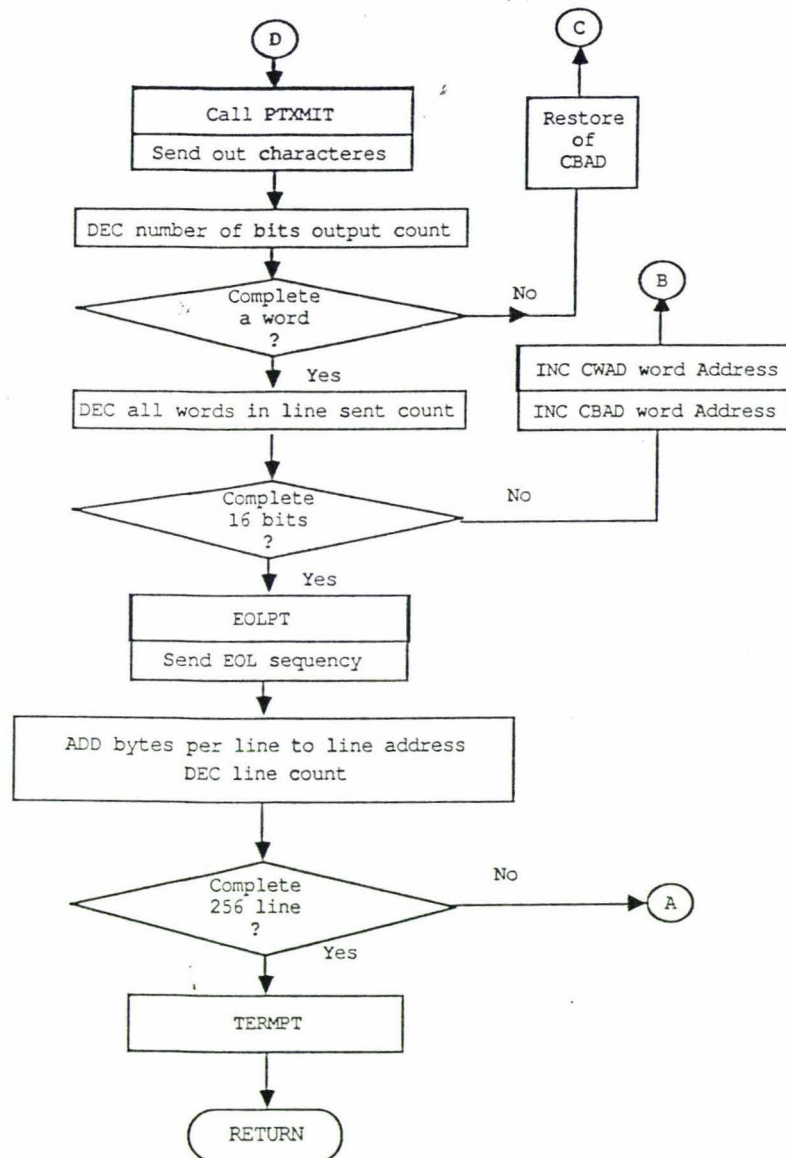 D
Call PTXMIT
Send out characteres
DEC number of bits output count
Complete
a word
?
No
Restore
of
CBAD
C
Yes
DEC all words in line sent count
Complete
16 bits
?
No
INC CBAD word Address
INC CWAD word Address
B
Yes
EOLPT
Send EOL sequency
ADD bytes per line to line address
DEC line count
Complete
256 line
?
No
A
Yes
TERMPT
RETURN